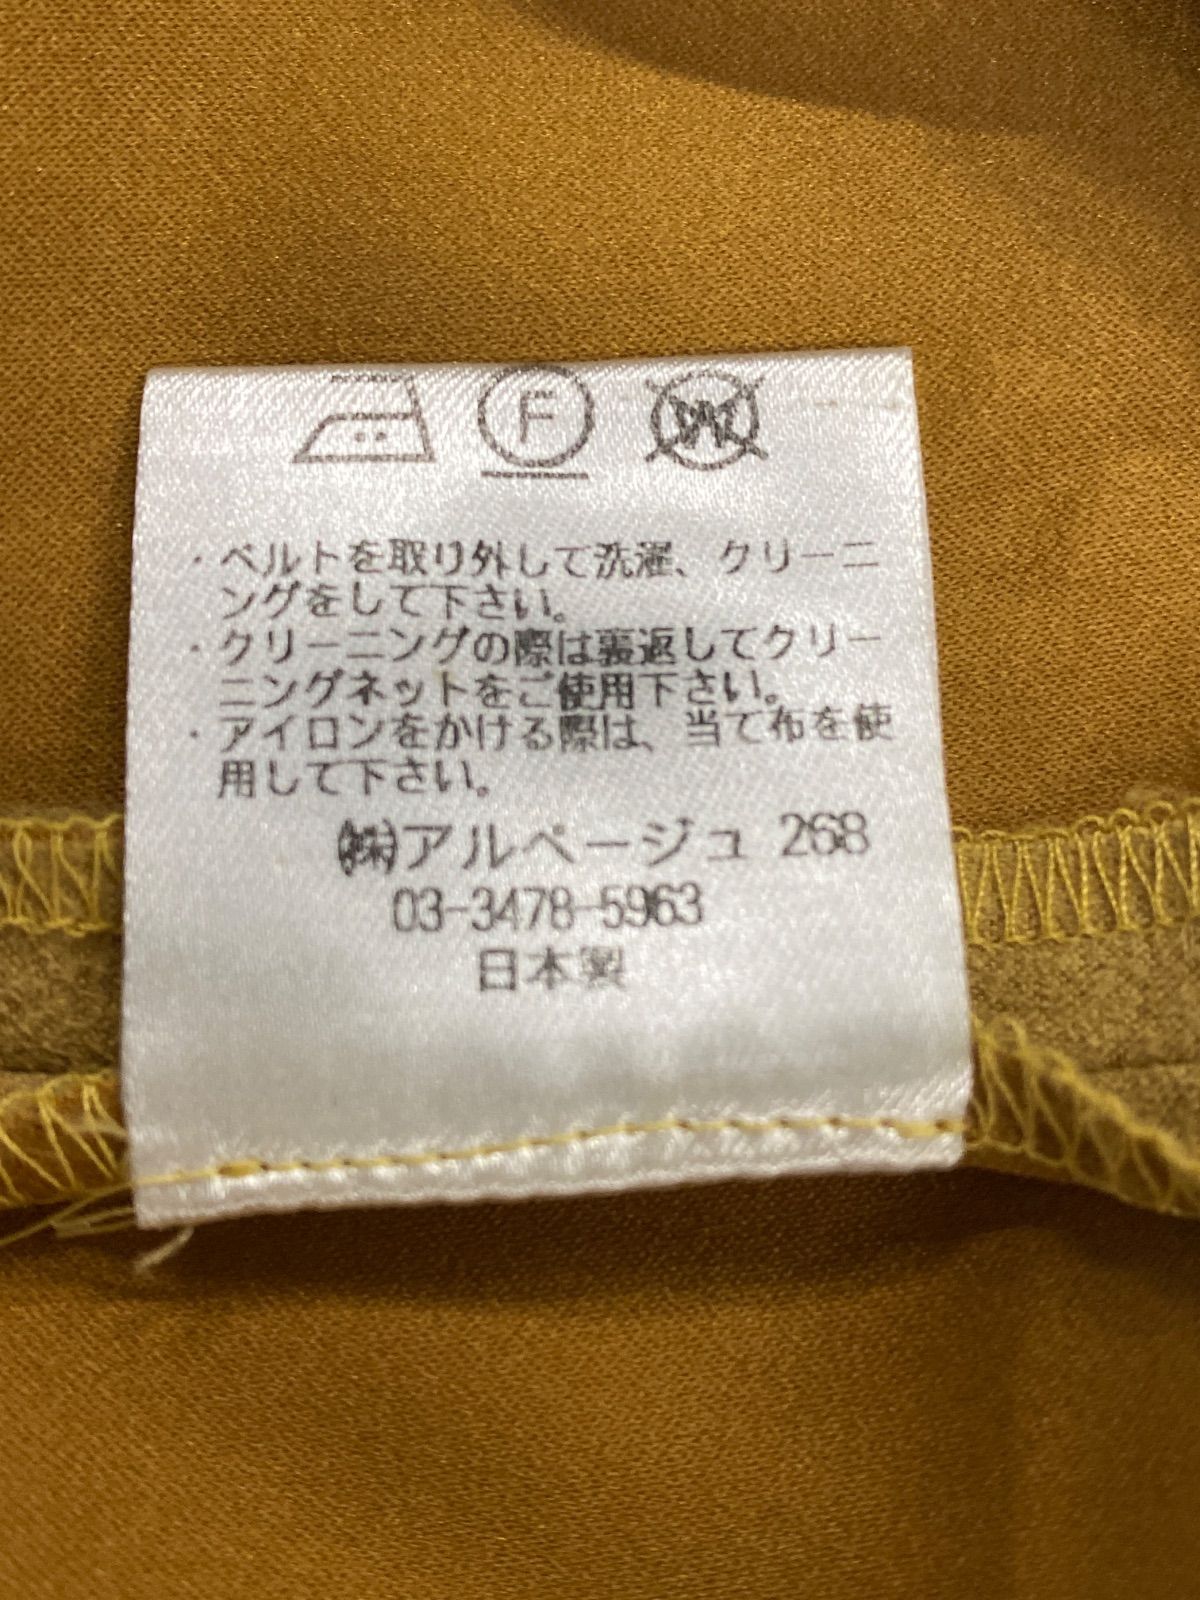 F W
・ベルトを取り外して洗濯、クリーニ
ングをして下さい。
・クリーニングの際は裏返してクリー
ニングネットをご使用下さい。
・アイロンをかける際は、当て布を使
用して下さい。
㈱アルページュ 268
03-3478-5963
日本製